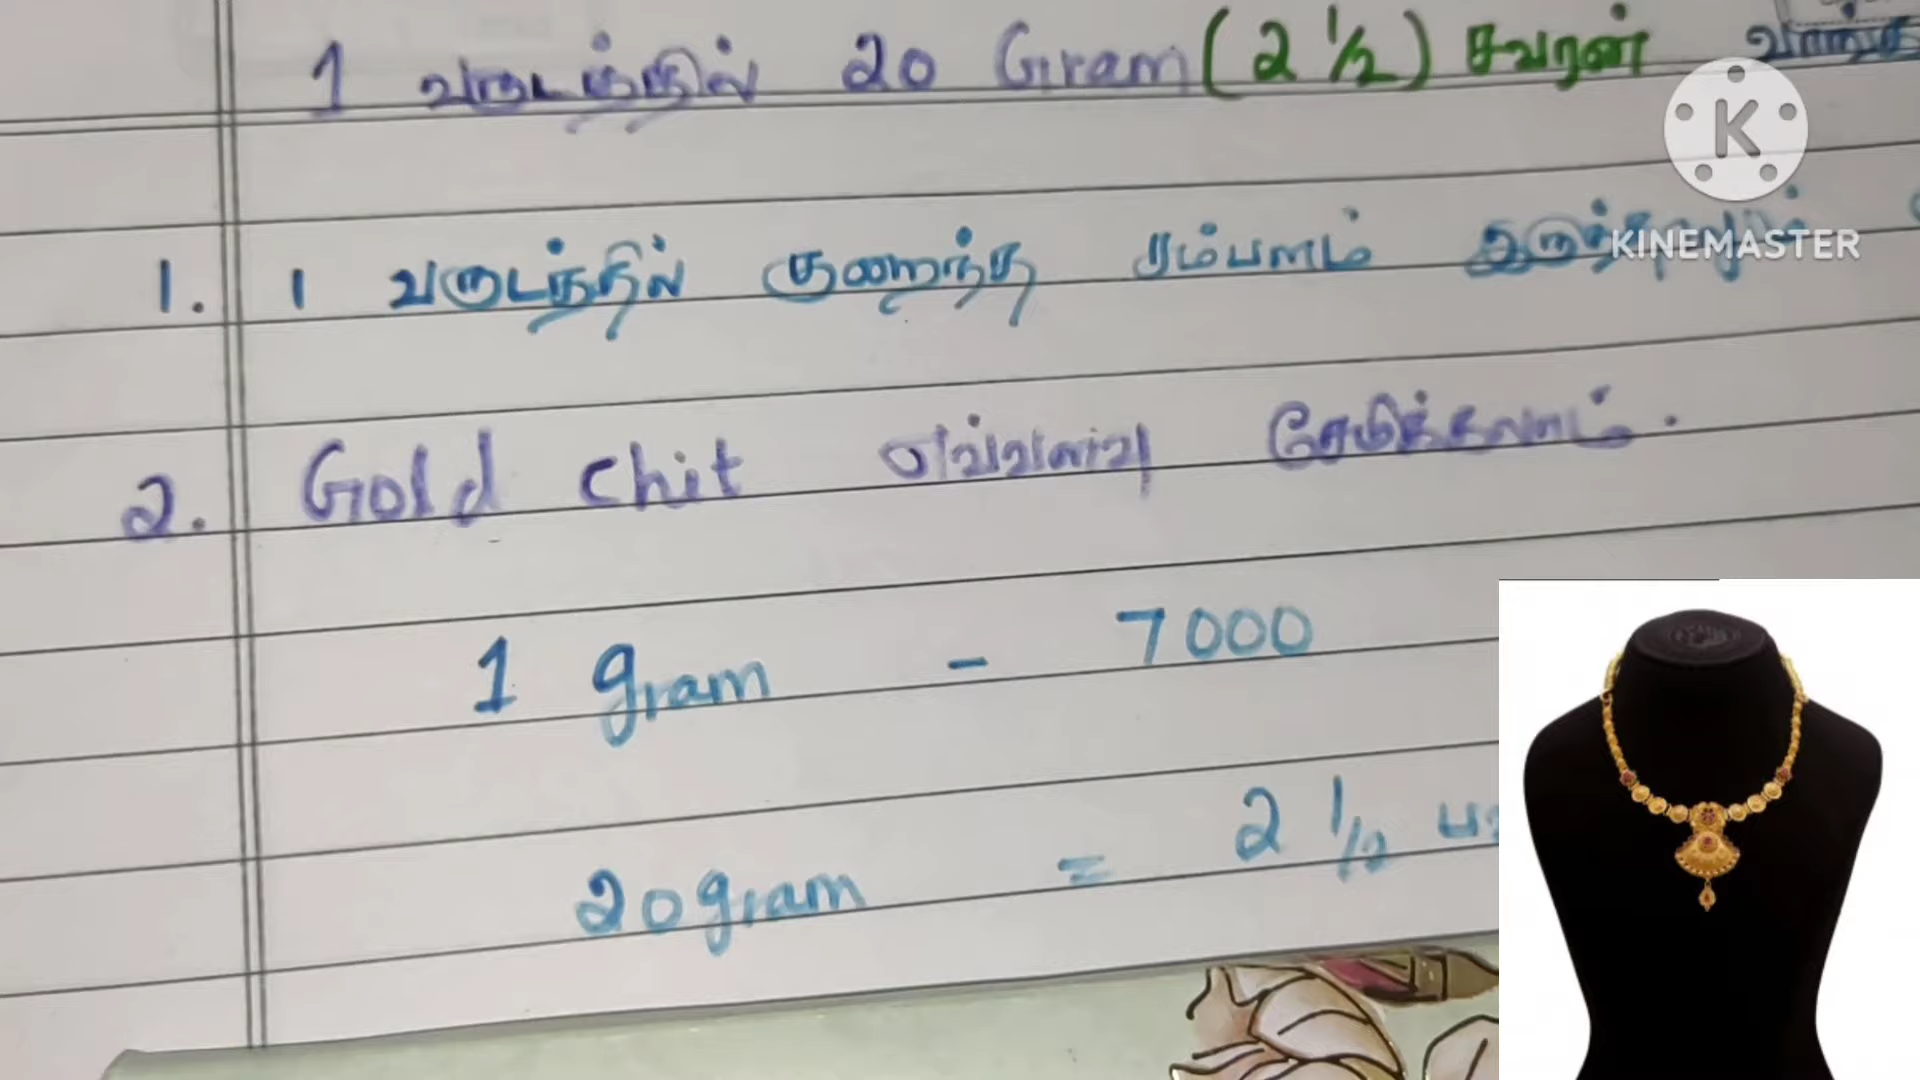 1 வருடத்தில் 20 Gram (2 1/2) சவரன்
1. 1 வருடத்தில் குறைந்த சம்பளம் இருந்தாலும்
2. Gold chit எவ்வளவு சேமிக்கலாம்.
1 gram - 7000
20gram = 2 1/2
KINEMASTER